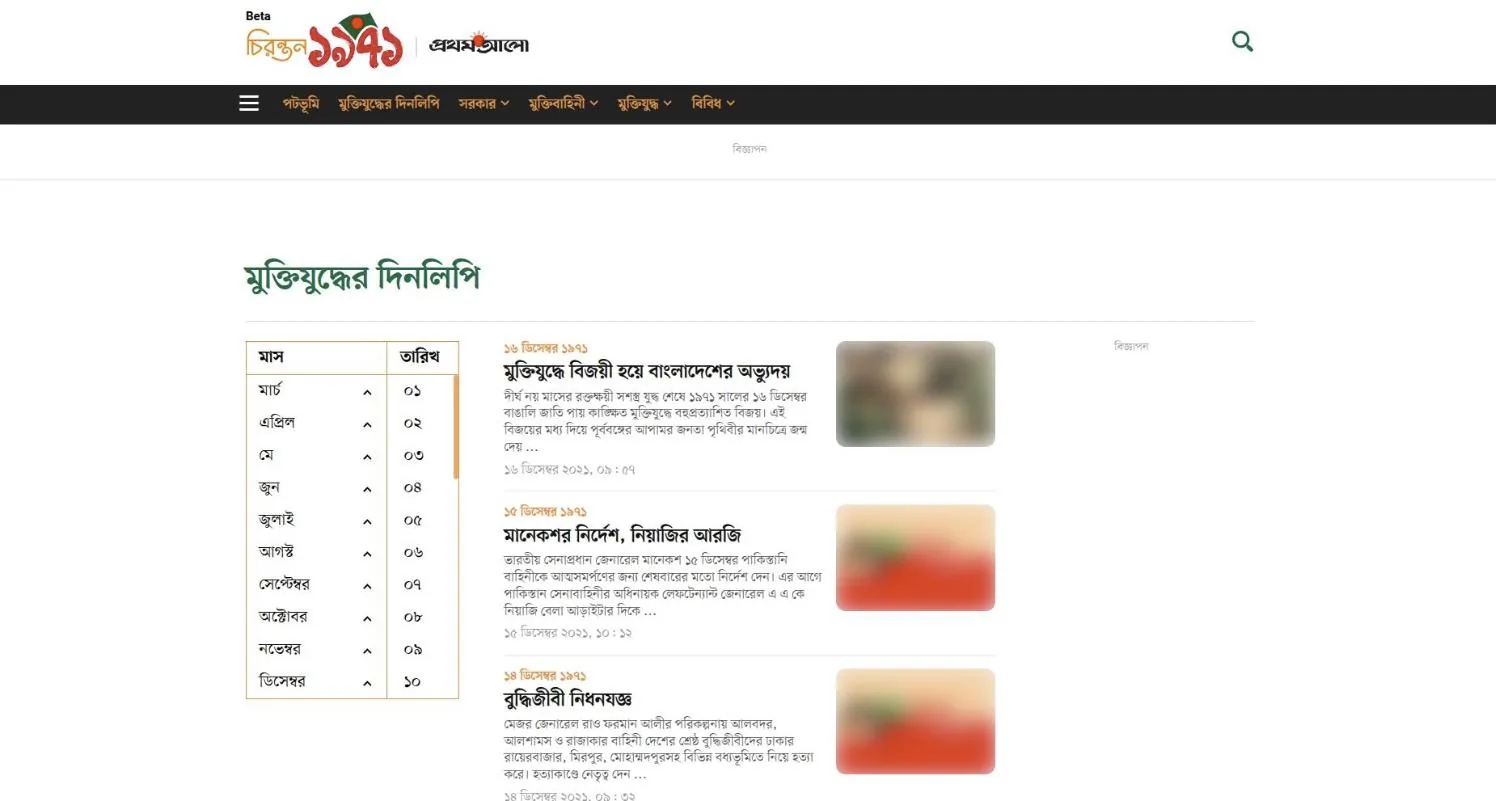 Beta
চিরন্তন ১৯৭১
প্রথম আলো
পটভূমি মুক্তিযুদ্ধের দিনলিপি সরকার মুক্তিবাহিনী মুক্তিযুদ্ধ বিবিধ
বিজ্ঞাপন
মুক্তিযুদ্ধের দিনলিপি
মাস তারিখ
মার্চ ০১
এপ্রিল ০২
মে ০৩
জুন ০৪
জুলাই ০৫
আগস্ট ০৬
সেপ্টেম্বর ০৭
অক্টোবর ০৮
নভেম্বর ০৯
ডিসেম্বর ১০
১৬ ডিসেম্বর ১৯৭১
মুক্তিযুদ্ধে বিজয়ী হয়ে বাংলাদেশের অভ্যুদয়
দীর্ঘ নয় মাসের রক্তক্ষয়ী সশস্ত্র যুদ্ধ শেষে ১৯৭১ সালের ১৬ ডিসেম্বর
বাঙালি জাতি পায় কাঙ্ক্ষিত মুক্তিযুদ্ধে বহুপ্রত্যাশিত বিজয়। এই
বিজয়ের মধ্য দিয়ে পূর্ববঙ্গের আপামর জনতা পৃথিবীর মানচিত্রে জন্ম
দেয় ...
১৬ ডিসেম্বর ২০২১, ০৯ : ৫৭
১৫ ডিসেম্বর ১৯৭১
মানেকশর নির্দেশ, নিয়াজির আরজি
ভারতীয় সেনাপ্রধান জেনারেল মানেকশ ১৫ ডিসেম্বর পাকিস্তানি
বাহিনীকে আত্মসমর্পণের জন্য শেষবারের মতো নির্দেশ দেন। এর আগে
পাকিস্তান সেনাবাহিনীর অধিনায়ক লেফটেন্যান্ট জেনারেল এ এ কে
নিয়াজি বেলা আড়াইটার দিকে ...
১৫ ডিসেম্বর ২০২১, ১০ : ১২
১৪ ডিসেম্বর ১৯৭১
বুদ্ধিজীবী নিধনযজ্ঞ
মেজর জেনারেল রাও ফরমান আলীর পরিকল্পনায় আলবদর,
আলশামস ও রাজাকার বাহিনী দেশের শ্রেষ্ঠ বুদ্ধিজীবীদের ঢাকার
রায়েরবাজার, মিরপুর, মোহাম্মদপুরসহ বিভিন্ন বধ্যভূমিতে নিয়ে হত্যা
করে। হত্যাকাণ্ডে নেতৃত্ব দেন ...
১৪ ডিসেম্বর ২০২১, ০৯ : ৩২
বিজ্ঞাপন